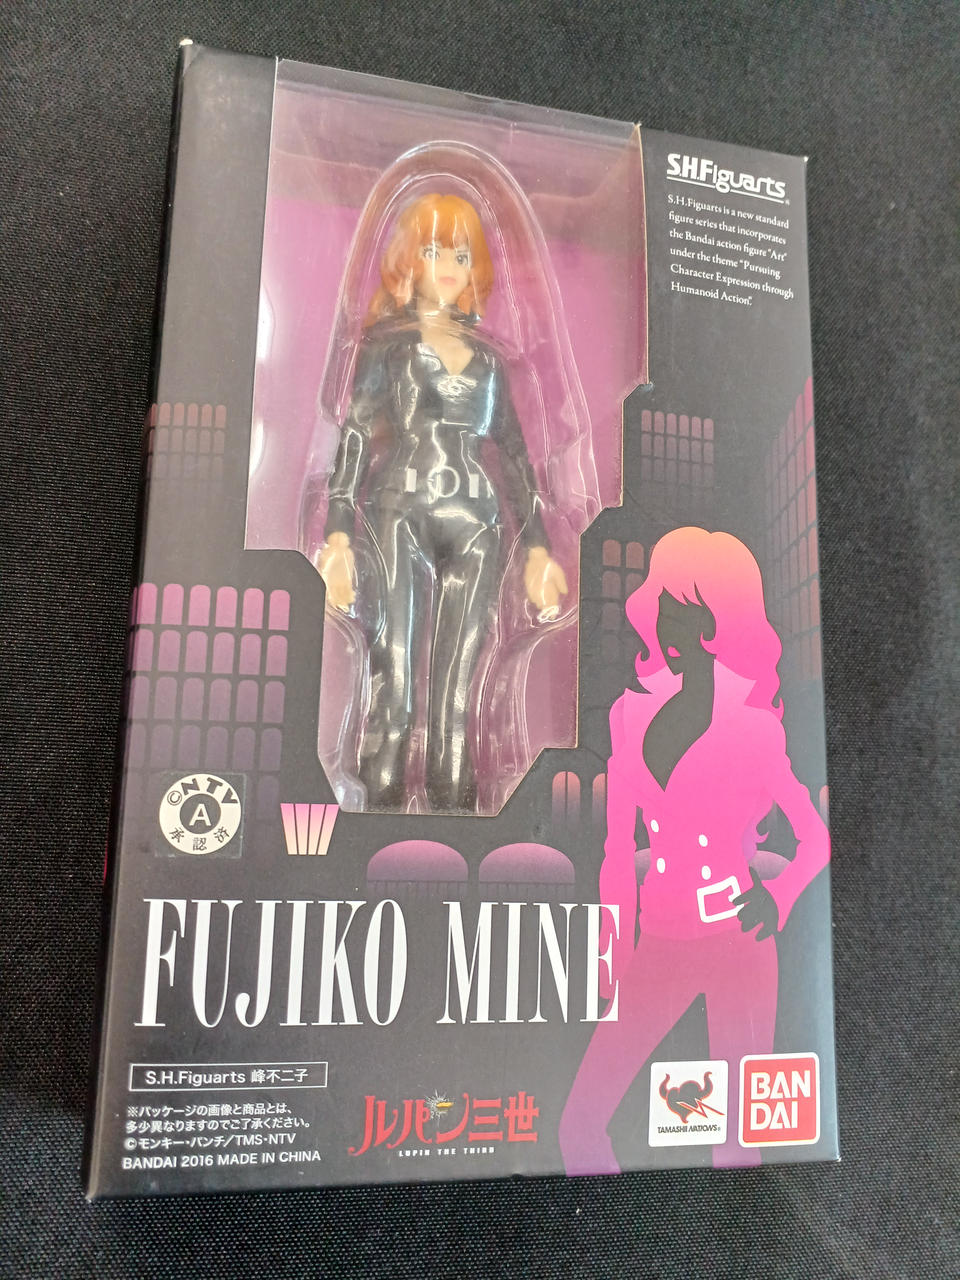 S.H.Figuarts®
S.H.Figuarts is a new standard
figure series that incorporates
the Bandai action figure "Art"
under the theme "Pursuing
Character Expression through
Humanoid Action".
©NTV
A
承認済
FUJIKO MINE
S.H.Figuarts 峰不二子
※パッケージの画像と商品とは、
多少異なりますのでご了承ください。
©モンキー・パンチ/TMS・NTV
BANDAI 2016 MADE IN CHINA
ルパン三世
LUPIN THE THIRD
TAMASHII NATIONS®
BAN
DAI